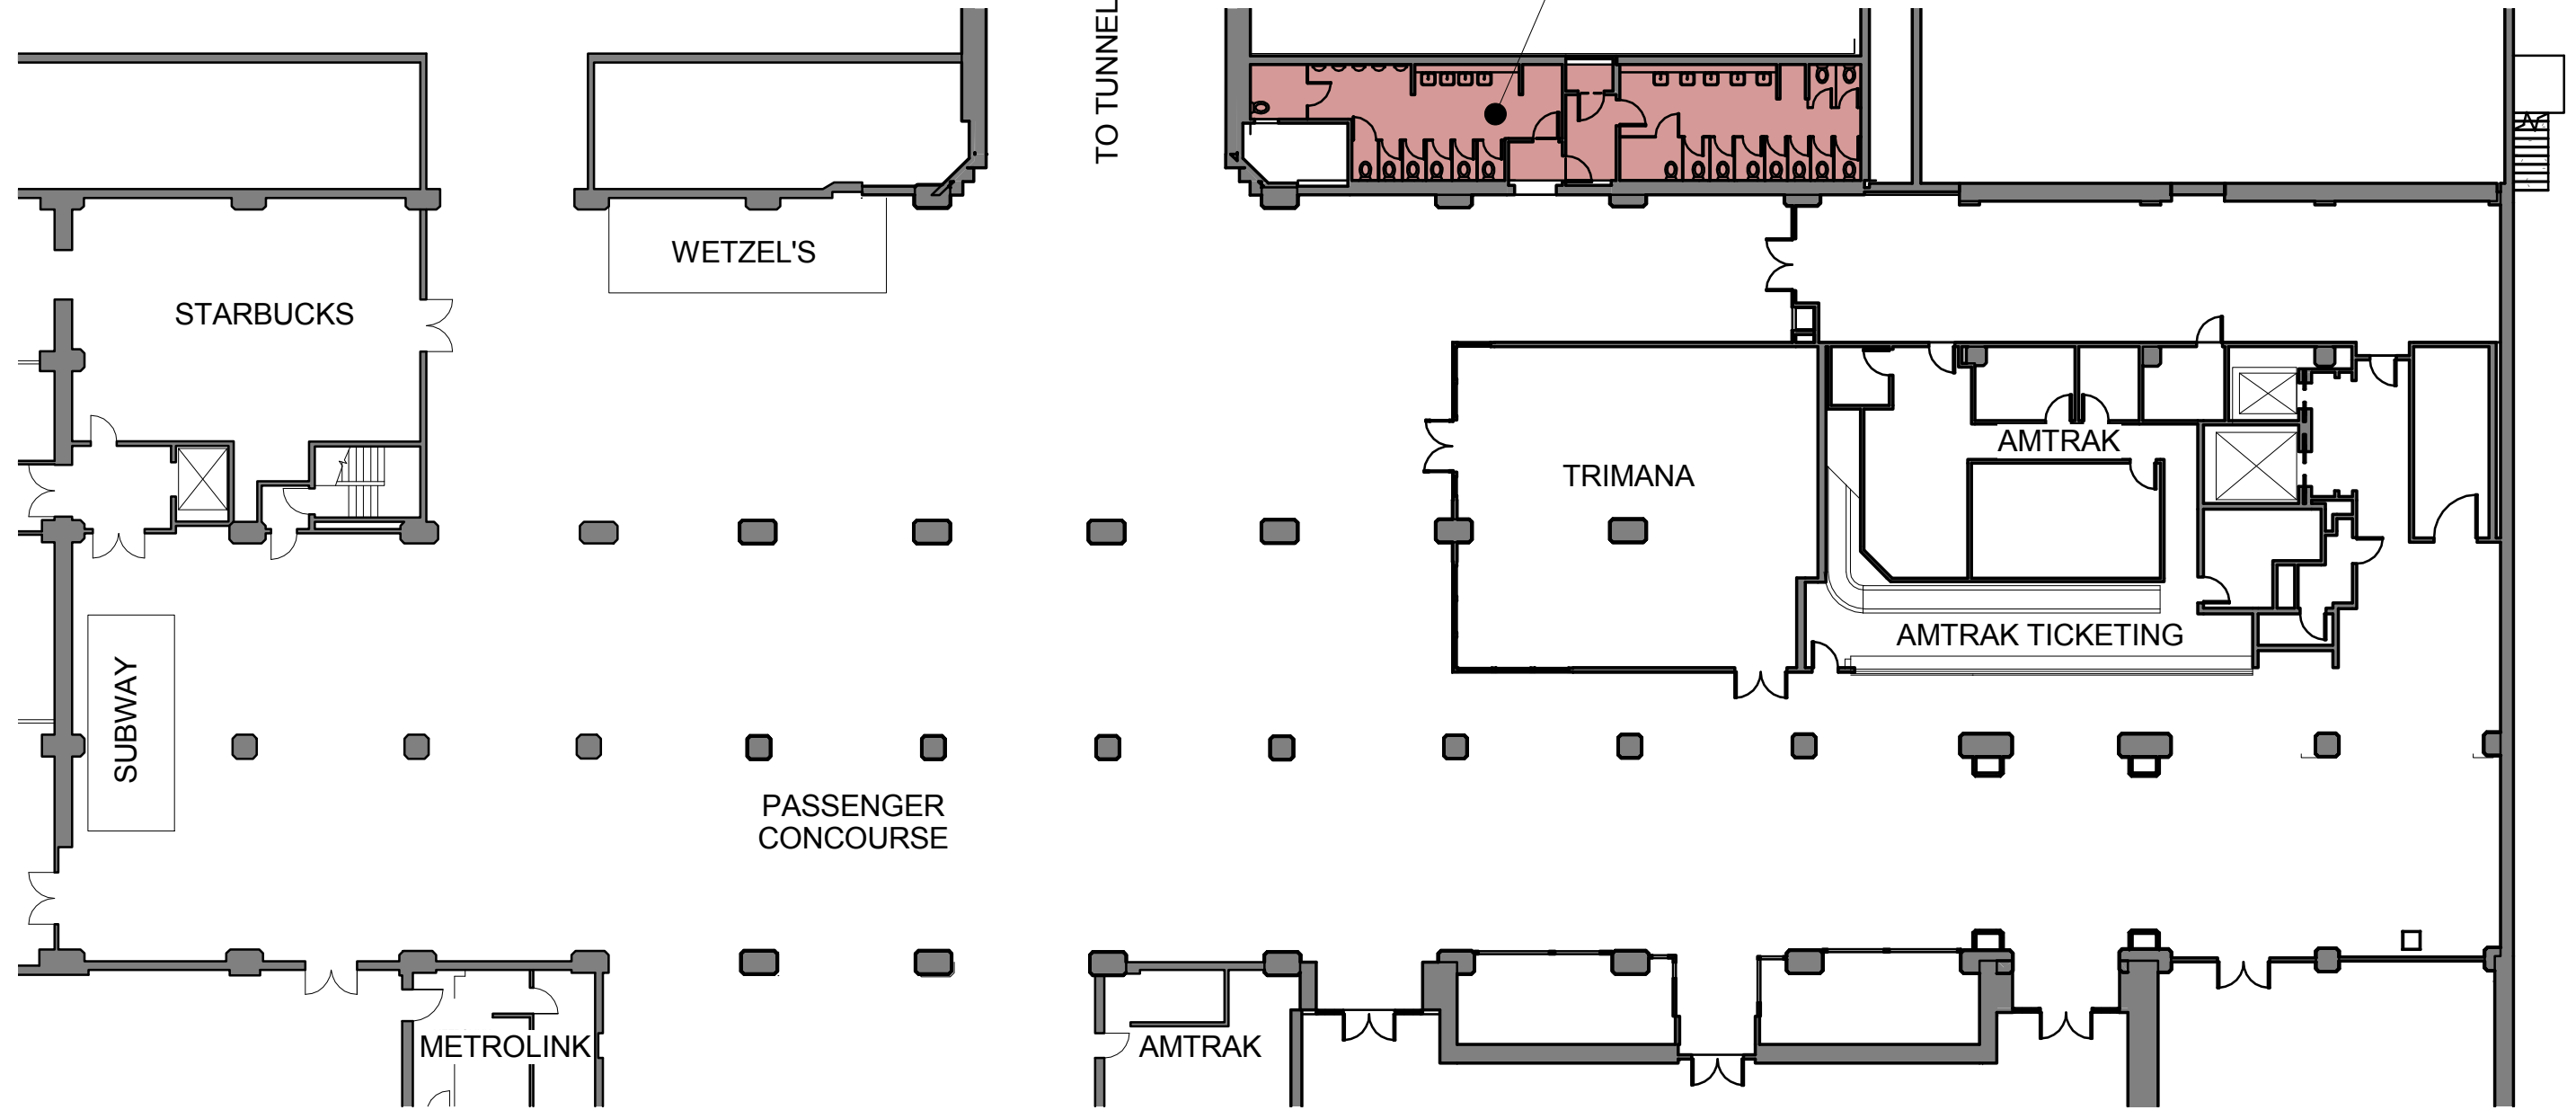 TO TUNNEL
WETZEL'S
STARBUCKS
AMTRAK
TRIMANA
AMTRAK TICKETING
SUBWAY
PASSENGER
CONCOURSE
METROLINK
AMTRAK